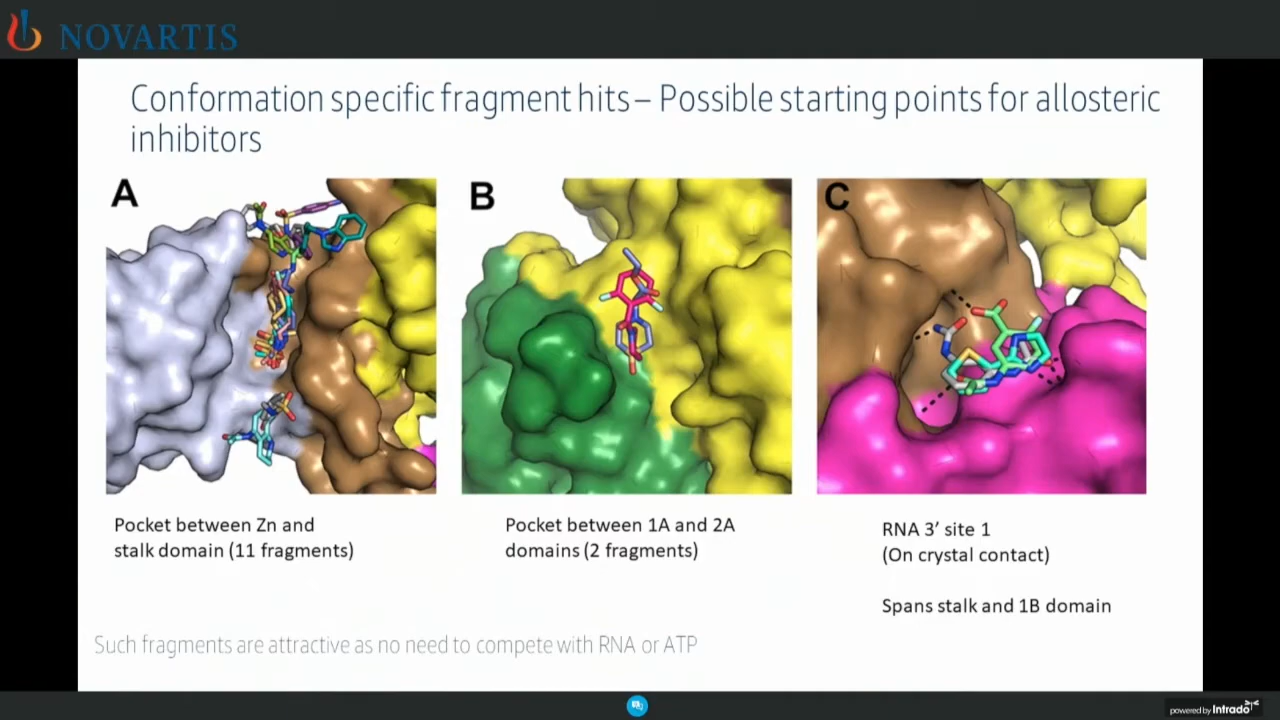 NOVARTIS
Conformation specific fragment hits – Possible starting points for allosteric
inhibitors
A
B
C
Pocket between Zn and
stalk domain (11 fragments)
Pocket between 1A and 2A
domains (2 fragments)
RNA 3’ site 1
(On crystal contact)
Spans stalk and 1B domain
Such fragments are attractive as no need to compete with RNA or ATP
powered by Intrado